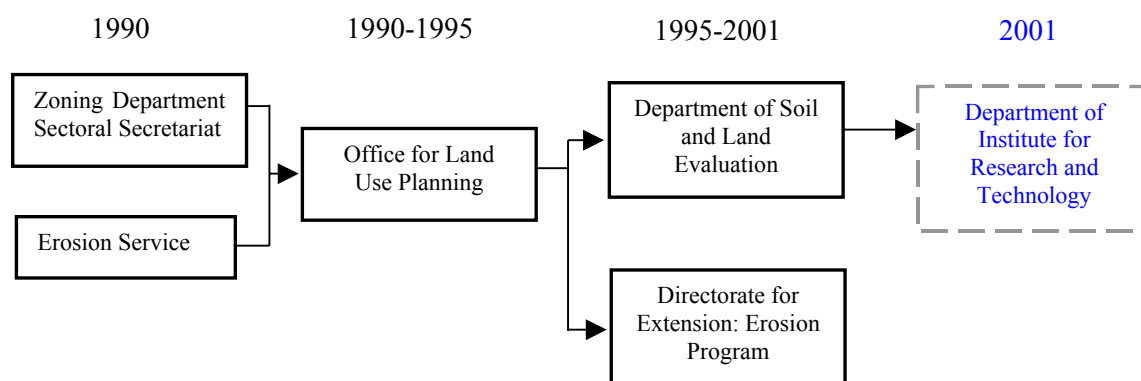 1990
1990-1995
1995-2001
2001
Zoning Department
Sectoral Secretariat
Erosion Service
Office for Land
Use Planning
Department of Soil
and Land
Evaluation
Directorate for
Extension: Erosion
Program
Department of
Institute for
Research and
Technology